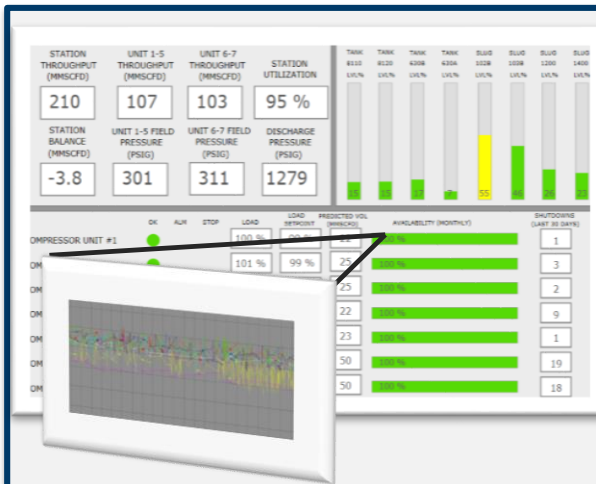 STATION THROUGHPUT (MMSCFD)
UNIT 1-5 THROUGHPUT (MMSCFD)
UNIT 6-7 THROUGHPUT (MMSCFD)
STATION UTILIZATION
210
107
103
95 %
STATION BALANCE (MMSCFD)
UNIT 1-5 FIELD PRESSURE (PSIG)
UNIT 6-7 FIELD PRESSURE (PSIG)
DISCHARGE PRESSURE (PSIG)
-3.8
301
311
1279
TANK TANK TANK TANK SLUG SLUG SLUG SLUG
8110 8120 630B 630A 102B 103B 1200 1400
LVL% LVL% LVL% LVL% LVL% LVL% LVL% LVL%
15 15 17 7 55 46 26 23
OK ALM STOP LOAD LOAD SETPOINT PREDICTED VOL (MMSCFD) AVAILABILITY (MONTHLY) SHUTDOWNS (LAST 30 DAYS)
OMPRESSOR UNIT #1 100 % 100 % 1
OM 101 % 99 % 25 100 % 3
OM 25 100 % 2
22 100 % 9
23 100 % 1
OM 50 100 % 19
OM 50 100 % 18